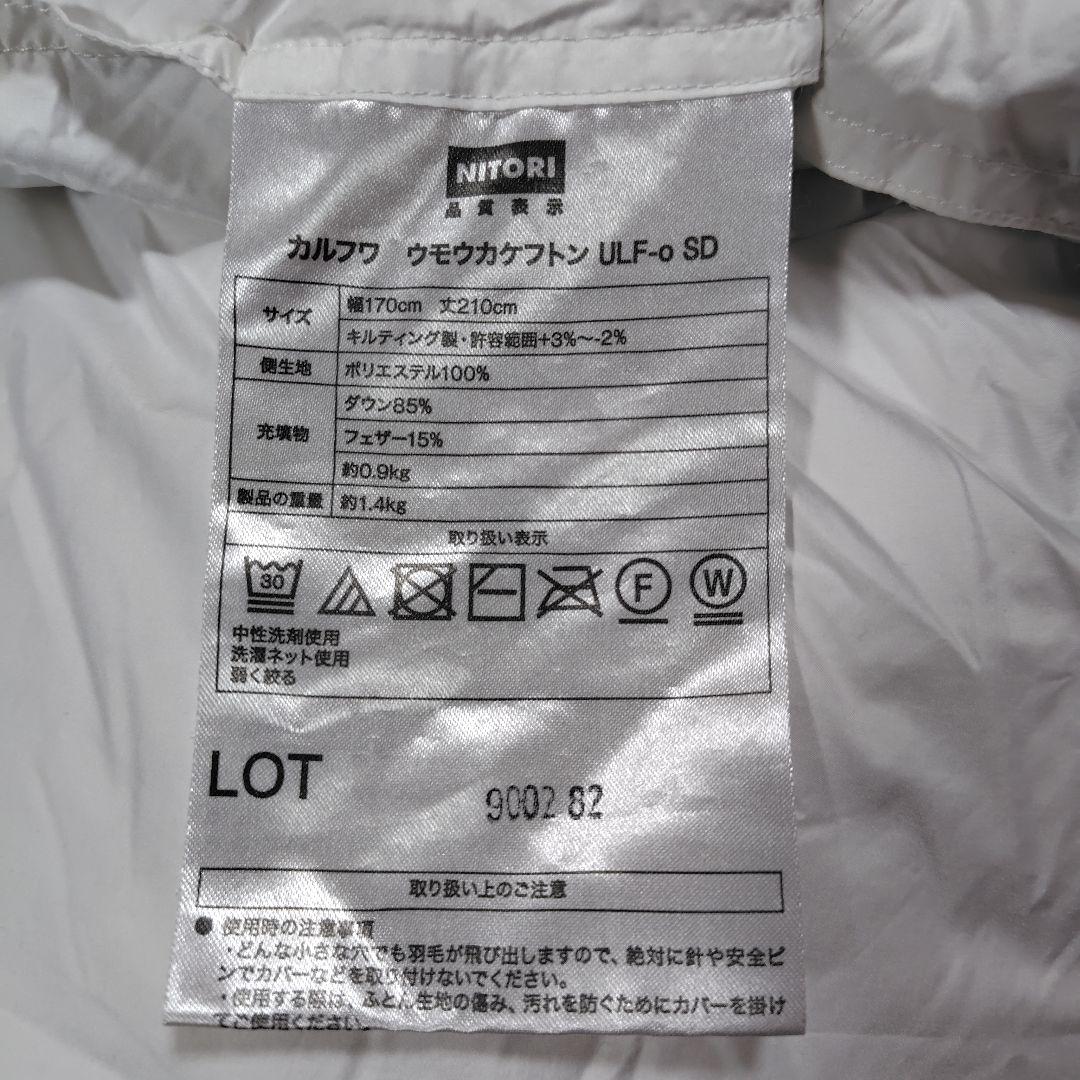 NITORI
品質表示
カルフワ ウモウカケフトン ULF-o SD
サイズ
幅170cm 丈210cm
キルティング製・許容範囲+3%～-2%
側生地
ポリエステル100%
充填物
ダウン85%
フェザー15%
約0.9kg
製品の重量
約1.4kg
取り扱い表示
30
F
W
中性洗剤使用
洗濯ネット使用
弱く絞る
LOT
9002 82
取り扱い上のご注意
● 使用時の注意事項
・どんな小さな穴でも羽毛が飛び出しますので、絶対に針や安全ピ
ンでカバーなどを取り付けないでください。
・使用する際は、ふとん生地の傷み、汚れを防ぐためにカバーを掛け
てご使用ください。